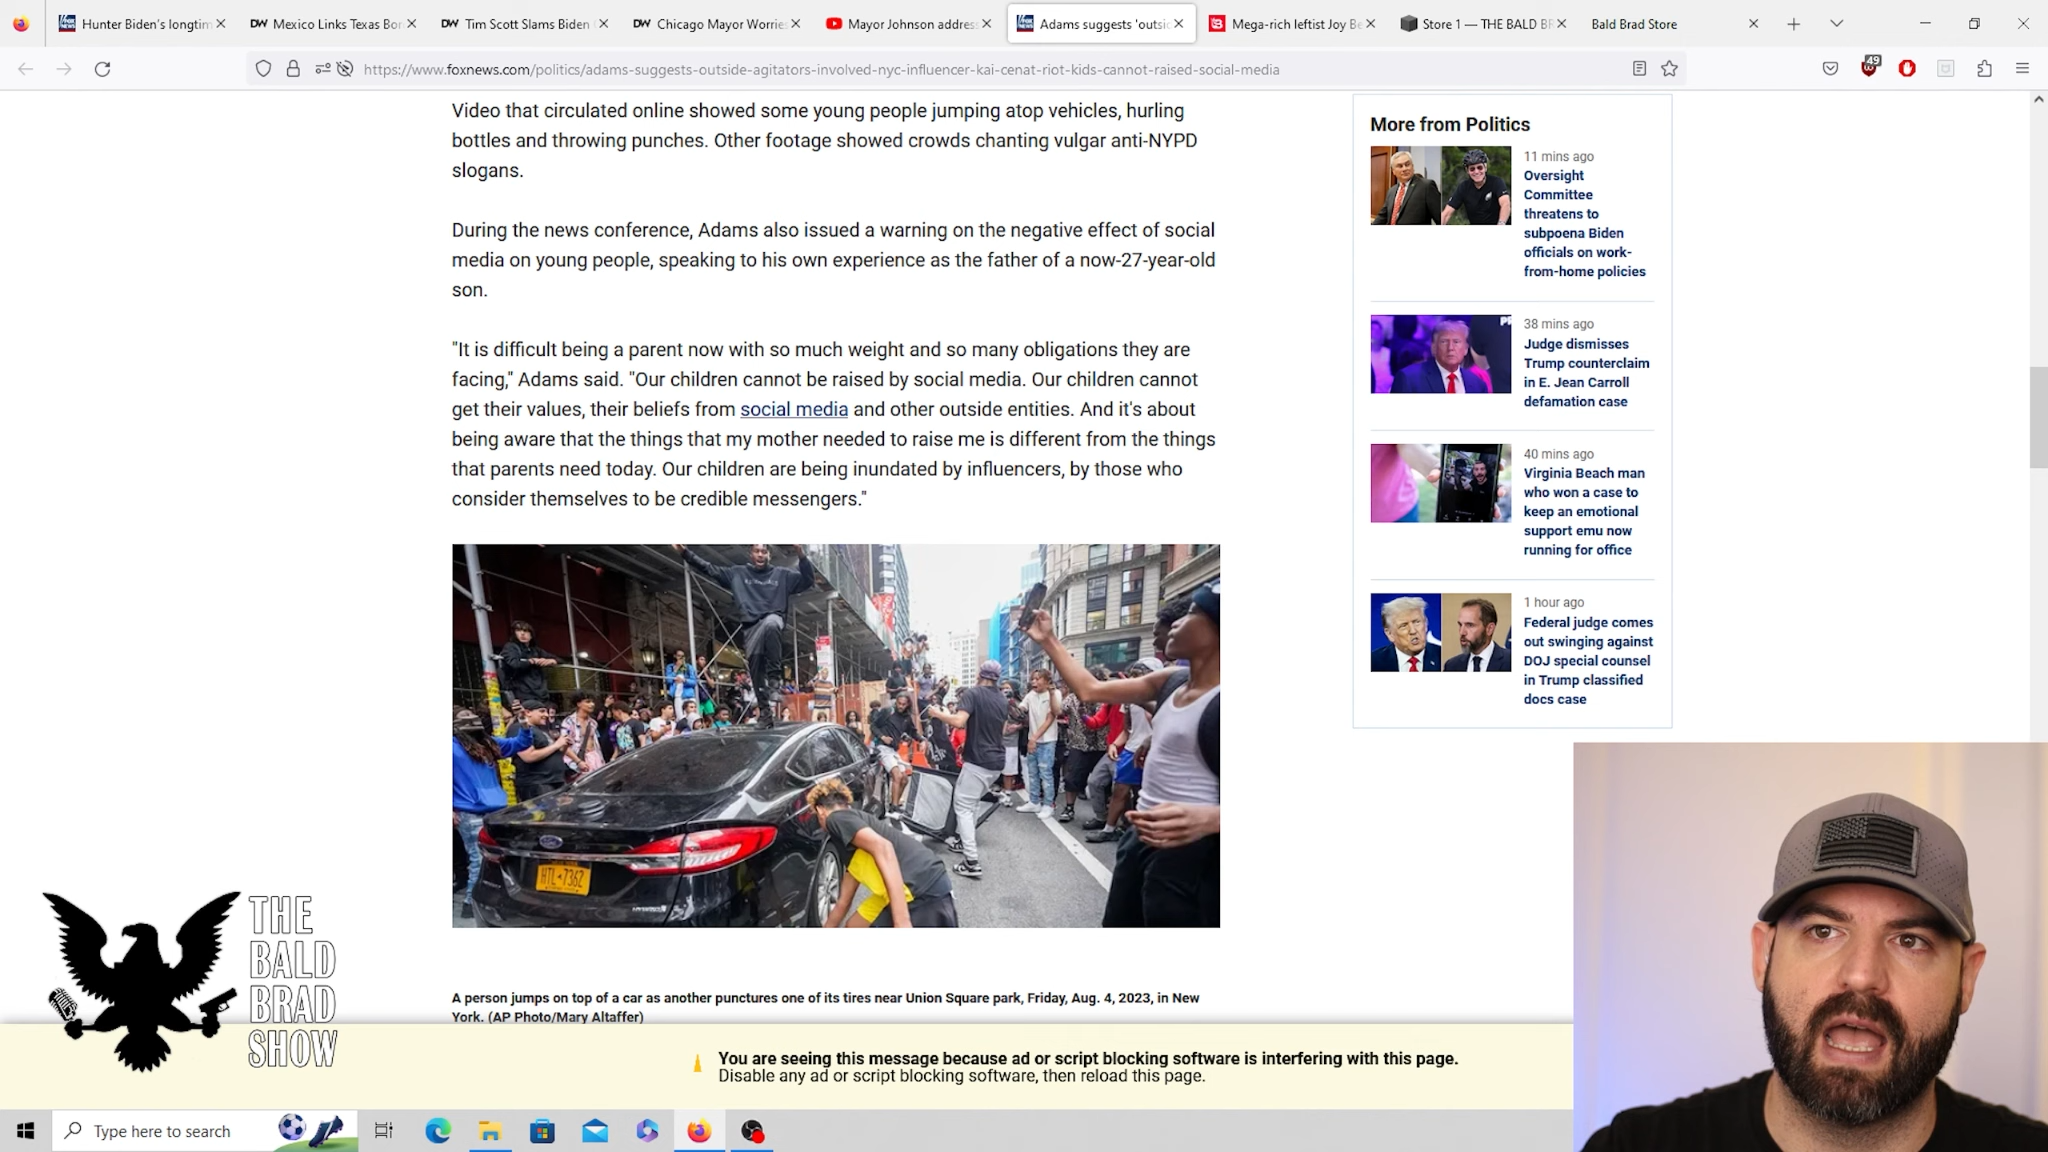 Hunter Biden's longtim
Mexico Links Texas Bor
Tim Scott Slams Biden
Chicago Mayor Worries
Mayor Johnson addres
Adams suggests 'outsid
Mega-rich leftist Joy Be
Store 1 — THE BALD BR
Bald Brad Store
https://www.foxnews.com/politics/adams-suggests-outside-agitators-involved-nyc-influencer-kai-cenat-riot-kids-cannot-raised-social-media
49
Video that circulated online showed some young people jumping atop vehicles, hurling
bottles and throwing punches. Other footage showed crowds chanting vulgar anti-NYPD
slogans.
During the news conference, Adams also issued a warning on the negative effect of social
media on young people, speaking to his own experience as the father of a now-27-year-old
son.
"It is difficult being a parent now with so much weight and so many obligations they are
facing," Adams said. "Our children cannot be raised by social media. Our children cannot
get their values, their beliefs from social media and other outside entities. And it's about
being aware that the things that my mother needed to raise me is different from the things
that parents need today. Our children are being inundated by influencers, by those who
consider themselves to be credible messengers."
A person jumps on top of a car as another punctures one of its tires near Union Square park, Friday, Aug. 4, 2023, in New
York. (AP Photo/Mary Altaffer)
More from Politics
11 mins ago
Oversight
Committee
threatens to
subpoena Biden
officials on work-
from-home policies
38 mins ago
Judge dismisses
Trump counterclaim
in E. Jean Carroll
defamation case
40 mins ago
Virginia Beach man
who won a case to
keep an emotional
support emu now
running for office
1 hour ago
Federal judge comes
out swinging against
DOJ special counsel
in Trump classified
docs case
THE
BALD
BRAD
SHOW
You are seeing this message because ad or script blocking software is interfering with this page.
Disable any ad or script blocking software, then reload this page.
Type here to search